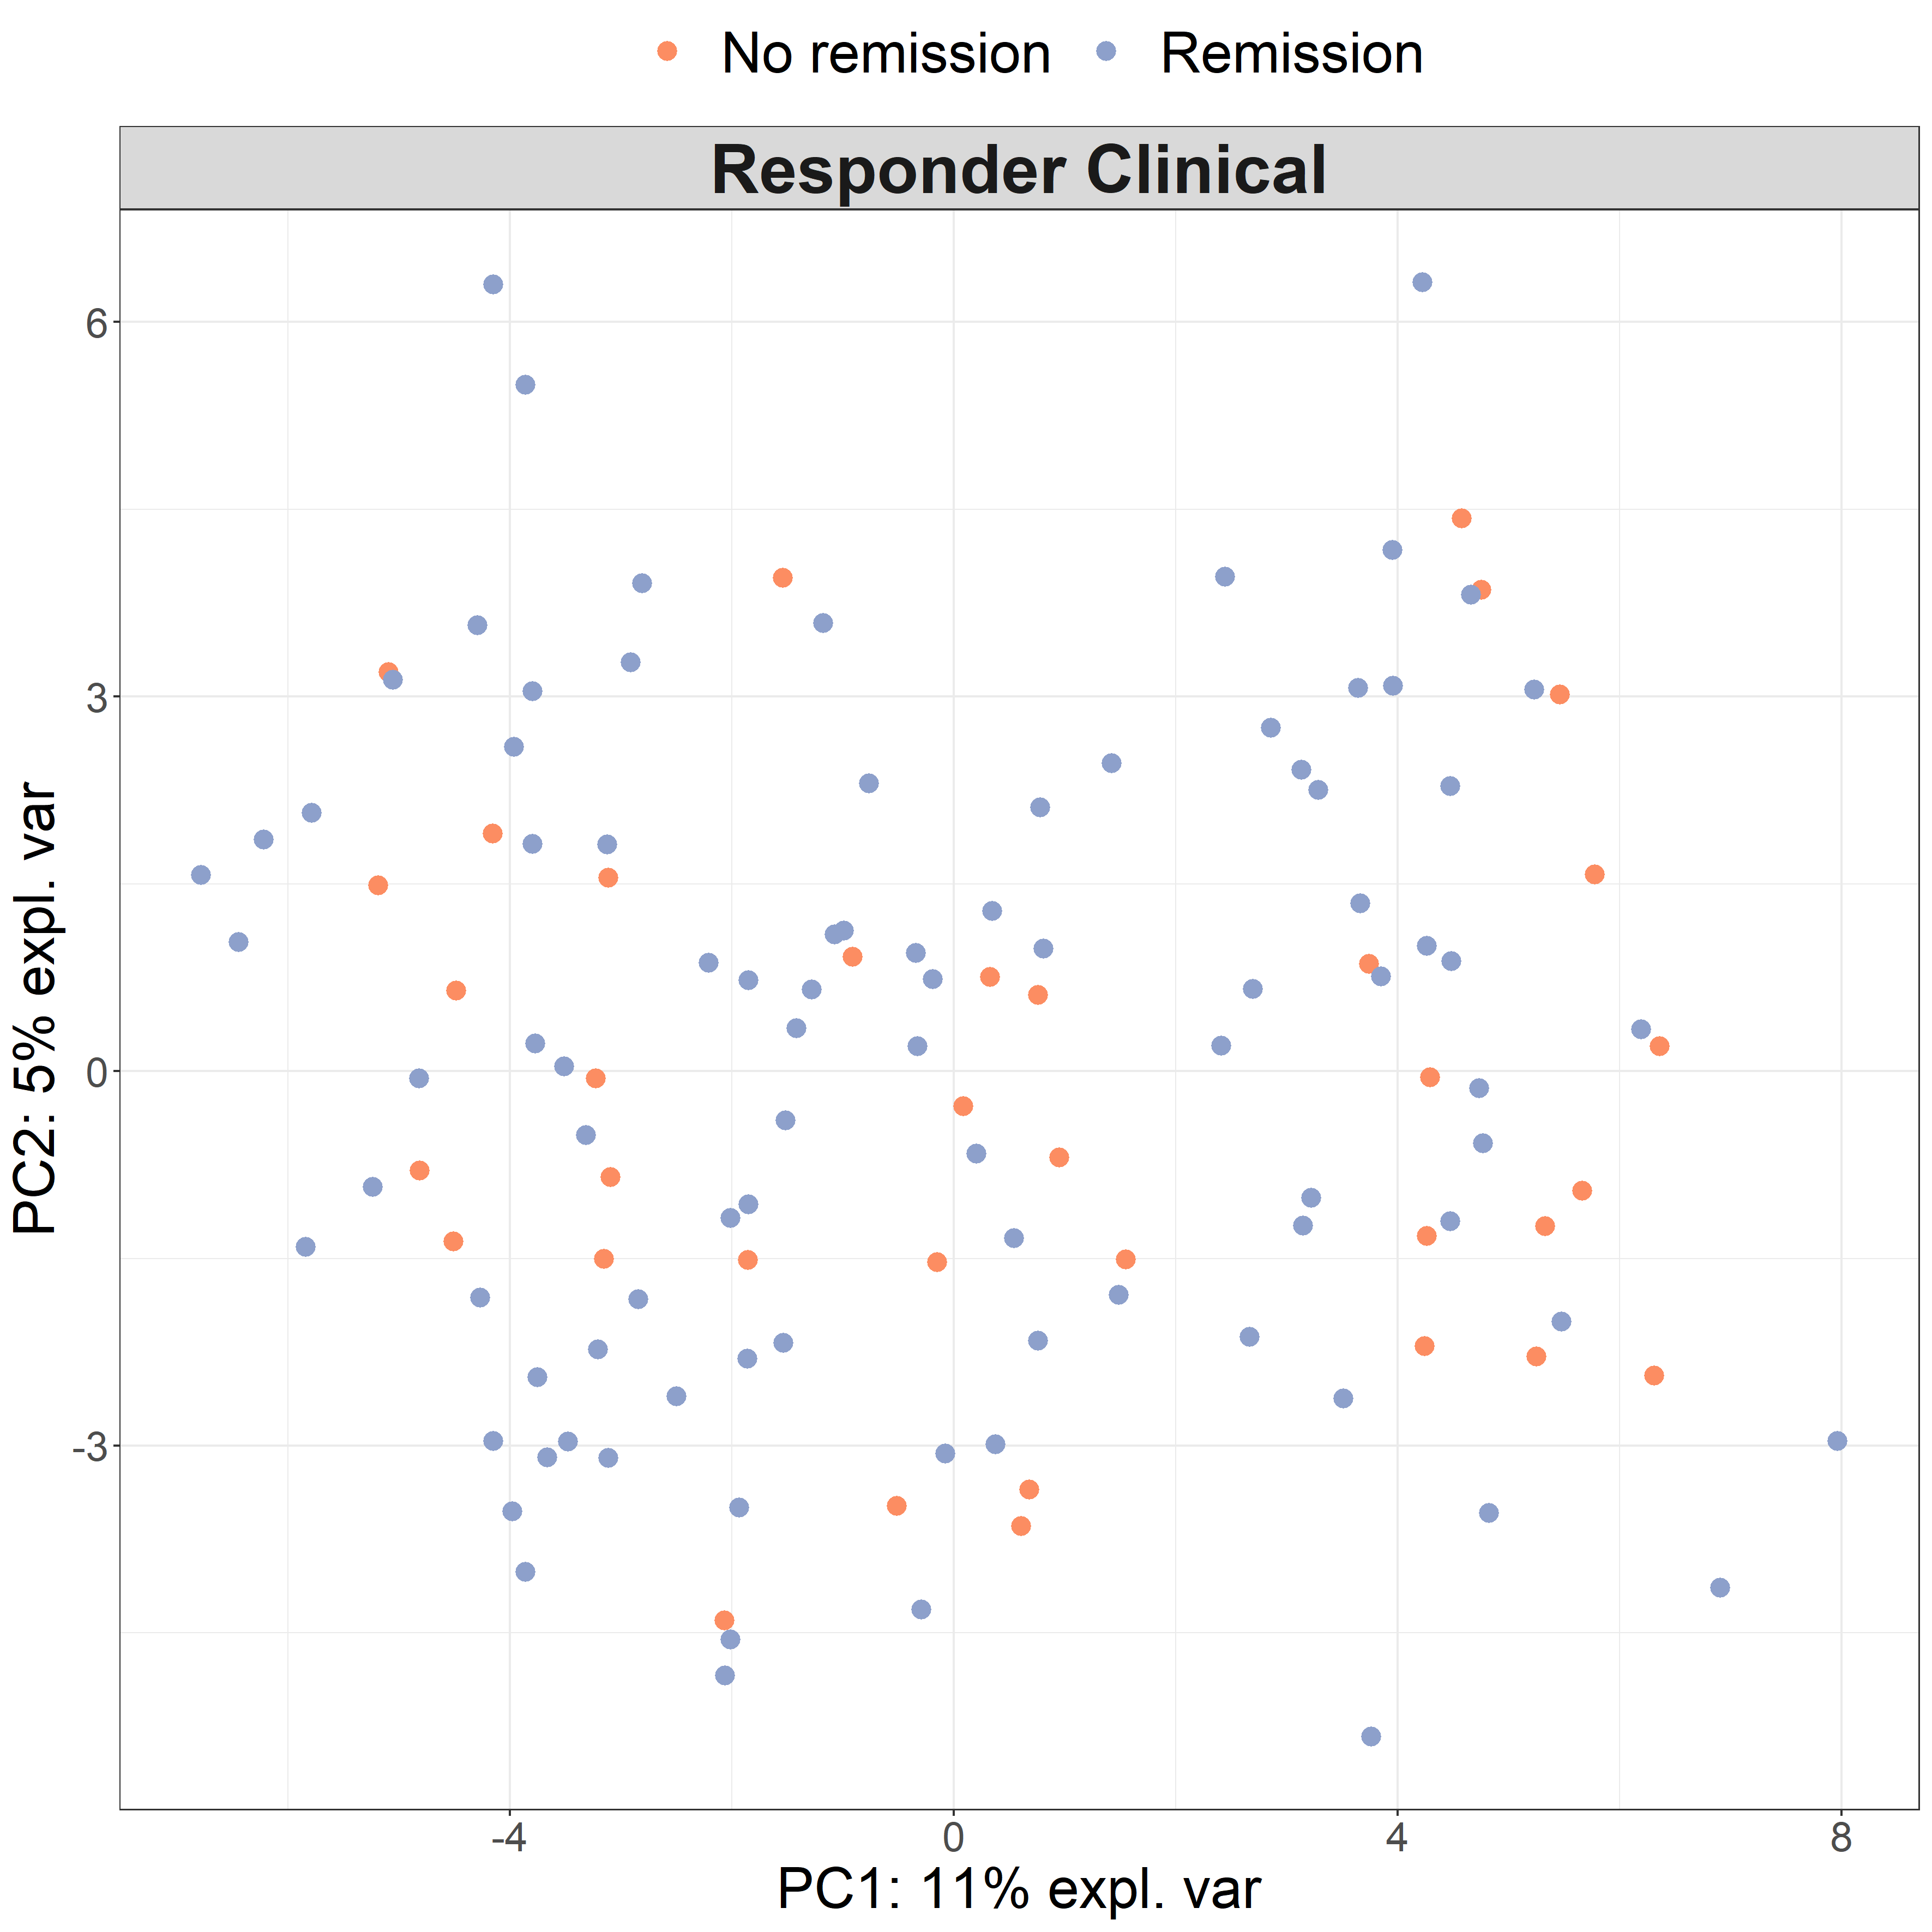 No remission Remission
Responder Clinical
6
3
0
-3
PC2: 5% expl. var
-4 0 4 8
PC1: 11% expl. var